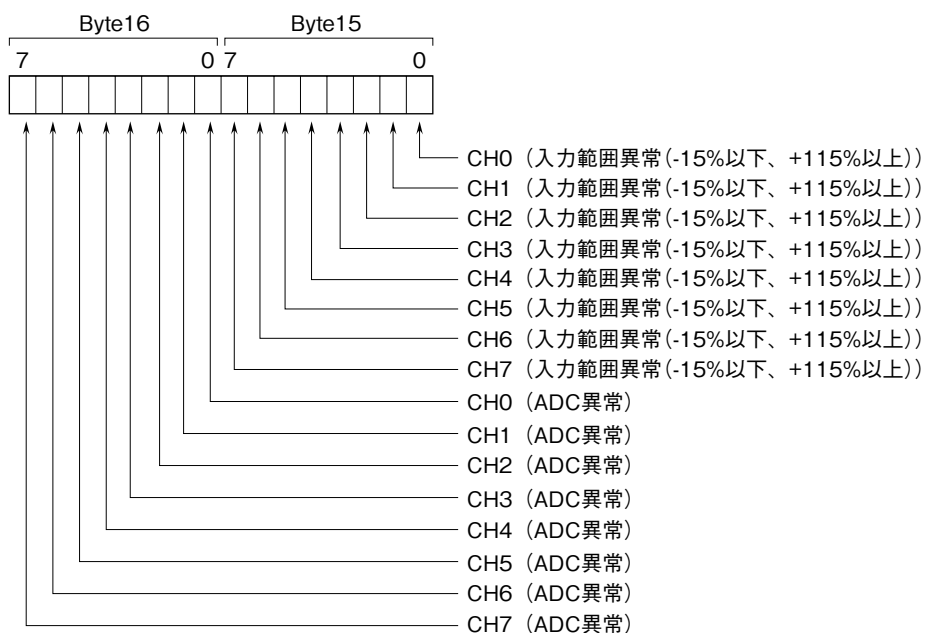 Byte16 Byte15
7 0 7 0
CH0（入力範囲異常（-15%以下、+115%以上））
CH1（入力範囲異常（-15%以下、+115%以上））
CH2（入力範囲異常（-15%以下、+115%以上））
CH3（入力範囲異常（-15%以下、+115%以上））
CH4（入力範囲異常（-15%以下、+115%以上））
CH5（入力範囲異常（-15%以下、+115%以上））
CH6（入力範囲異常（-15%以下、+115%以上））
CH7（入力範囲異常（-15%以下、+115%以上））
CH0（ADC異常）
CH1（ADC異常）
CH2（ADC異常）
CH3（ADC異常）
CH4（ADC異常）
CH5（ADC異常）
CH6（ADC異常）
CH7（ADC異常）